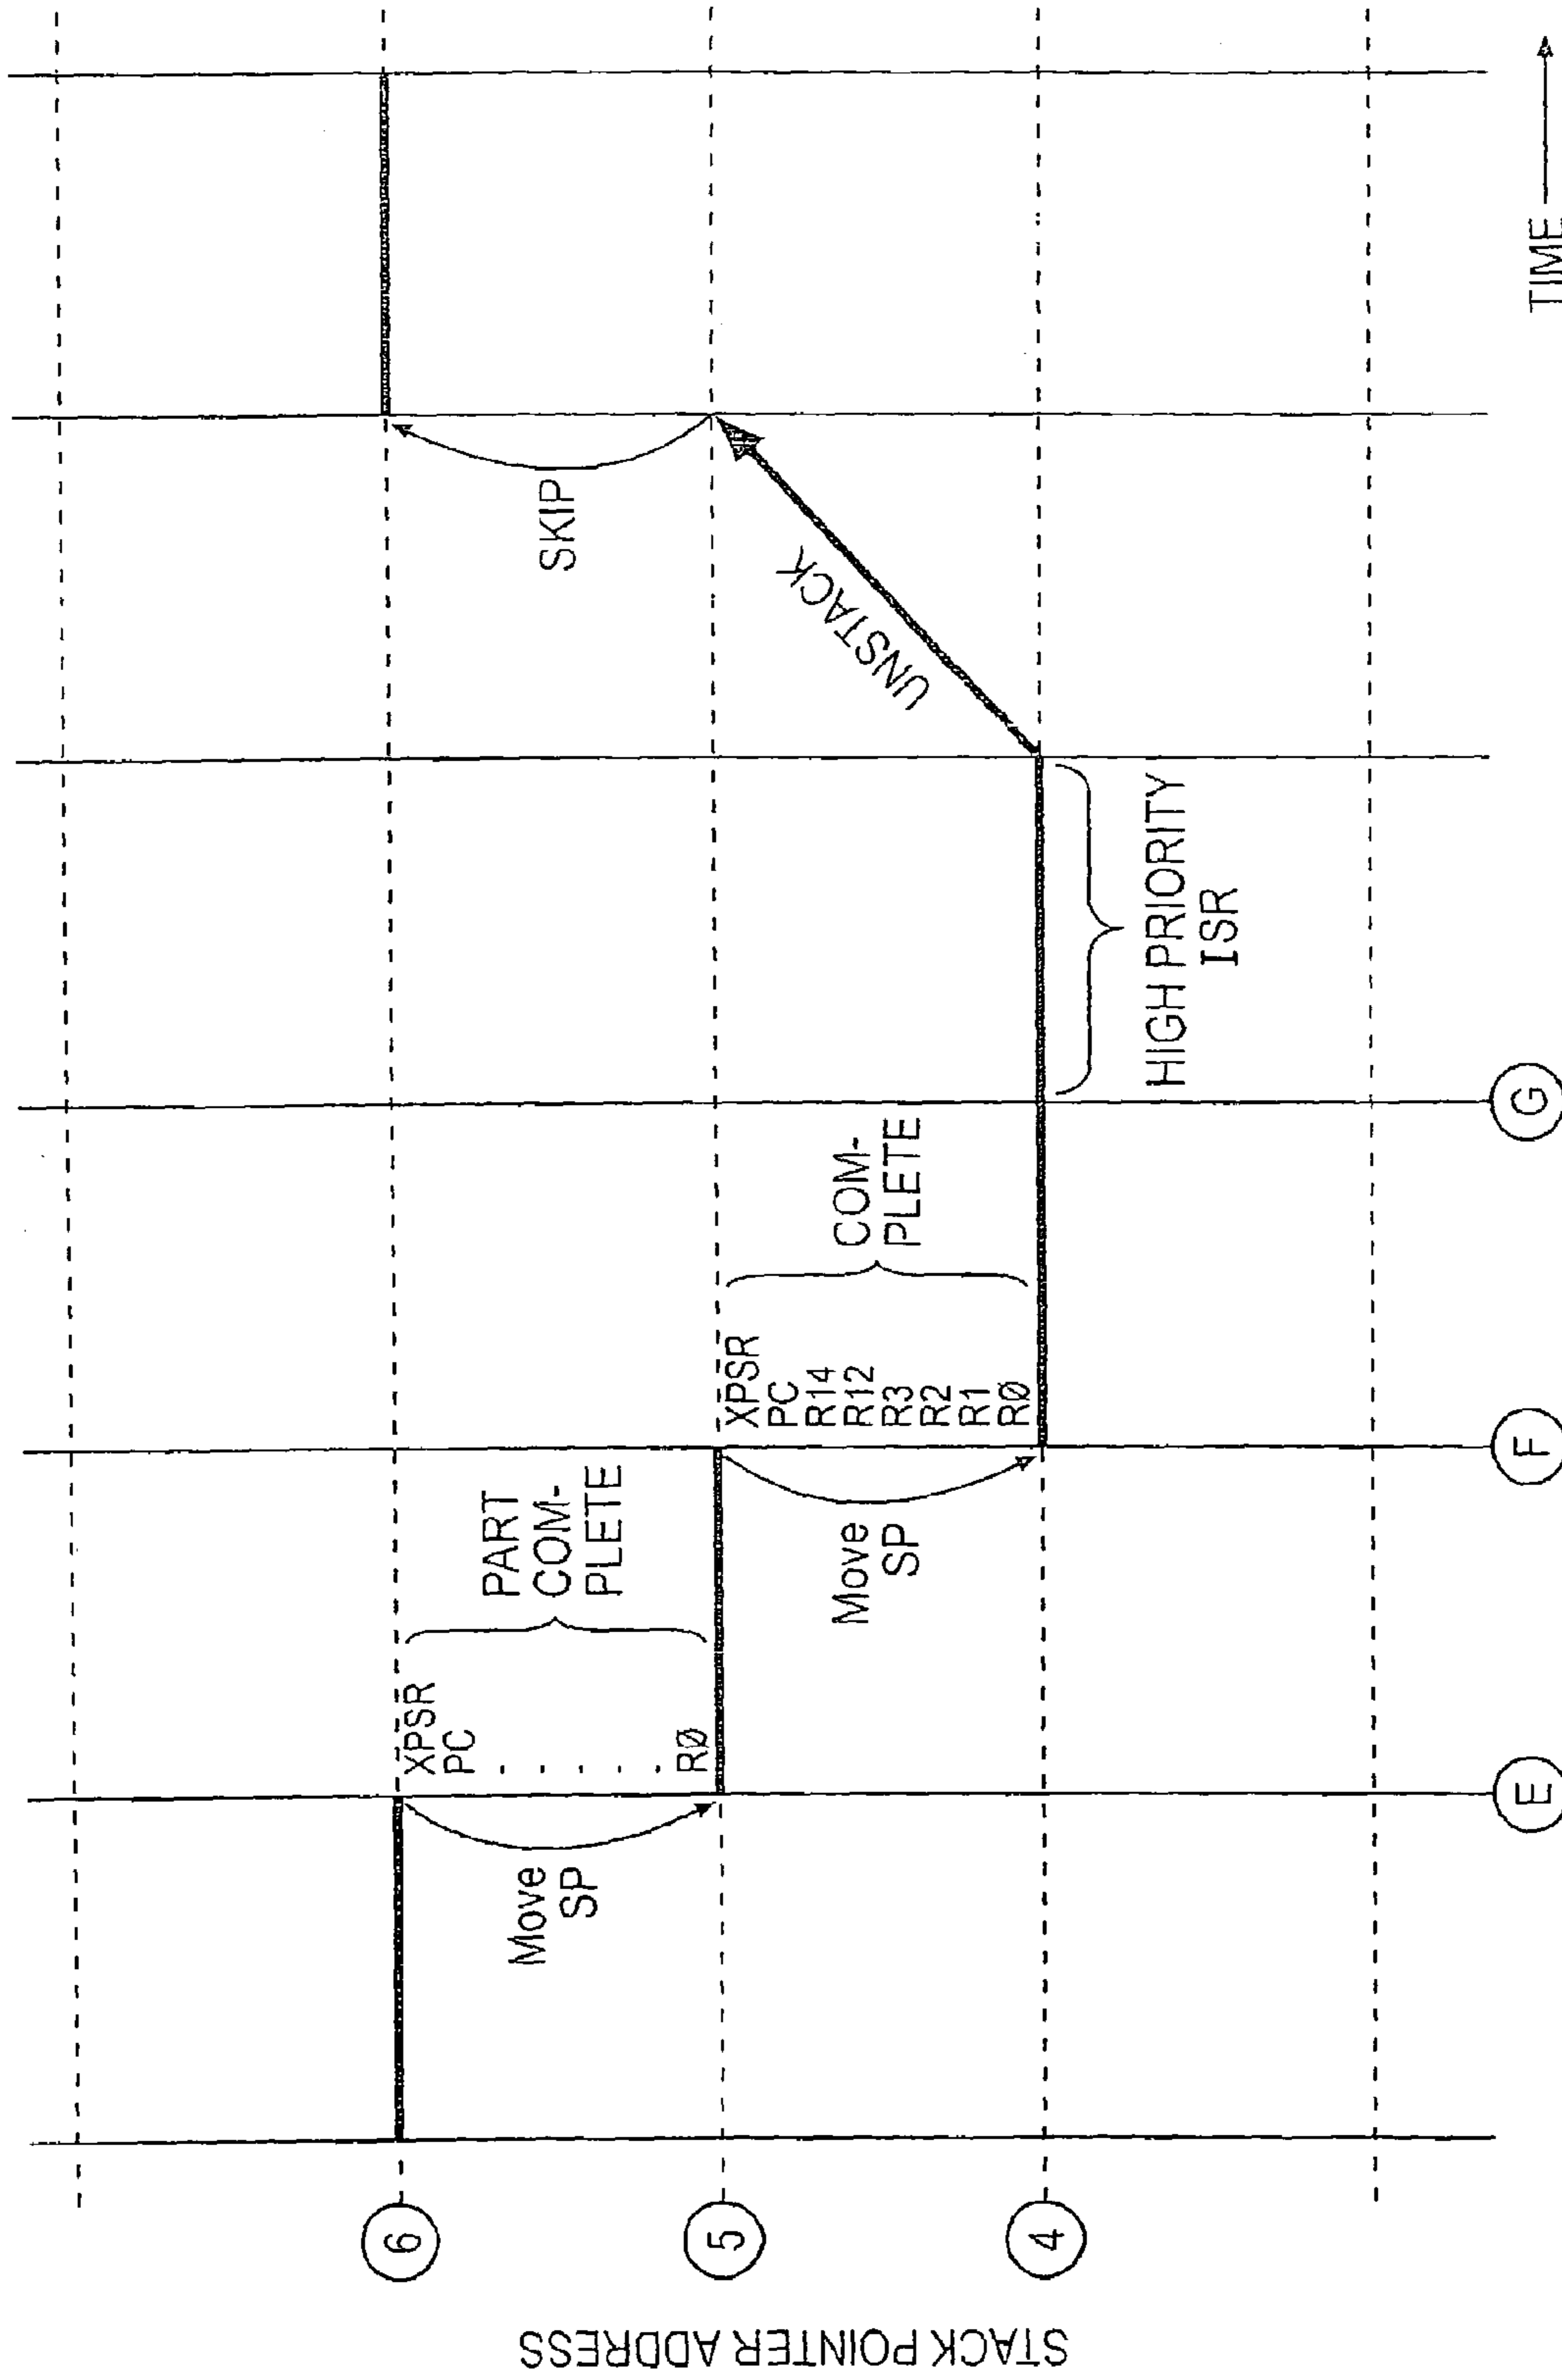 STACK POINTER ADDRESS
6
5
4
Move
SP
XPSR
PC
.
.
.
.
.
RØ
PART
COM-
PLETE
Move
SP
XPSR
PC
R14
R12
R3
R2
R1
RØ
COM-
PLETE
HIGH PRIORITY
ISR
UNSTACK
SKIP
E
F
G
TIME